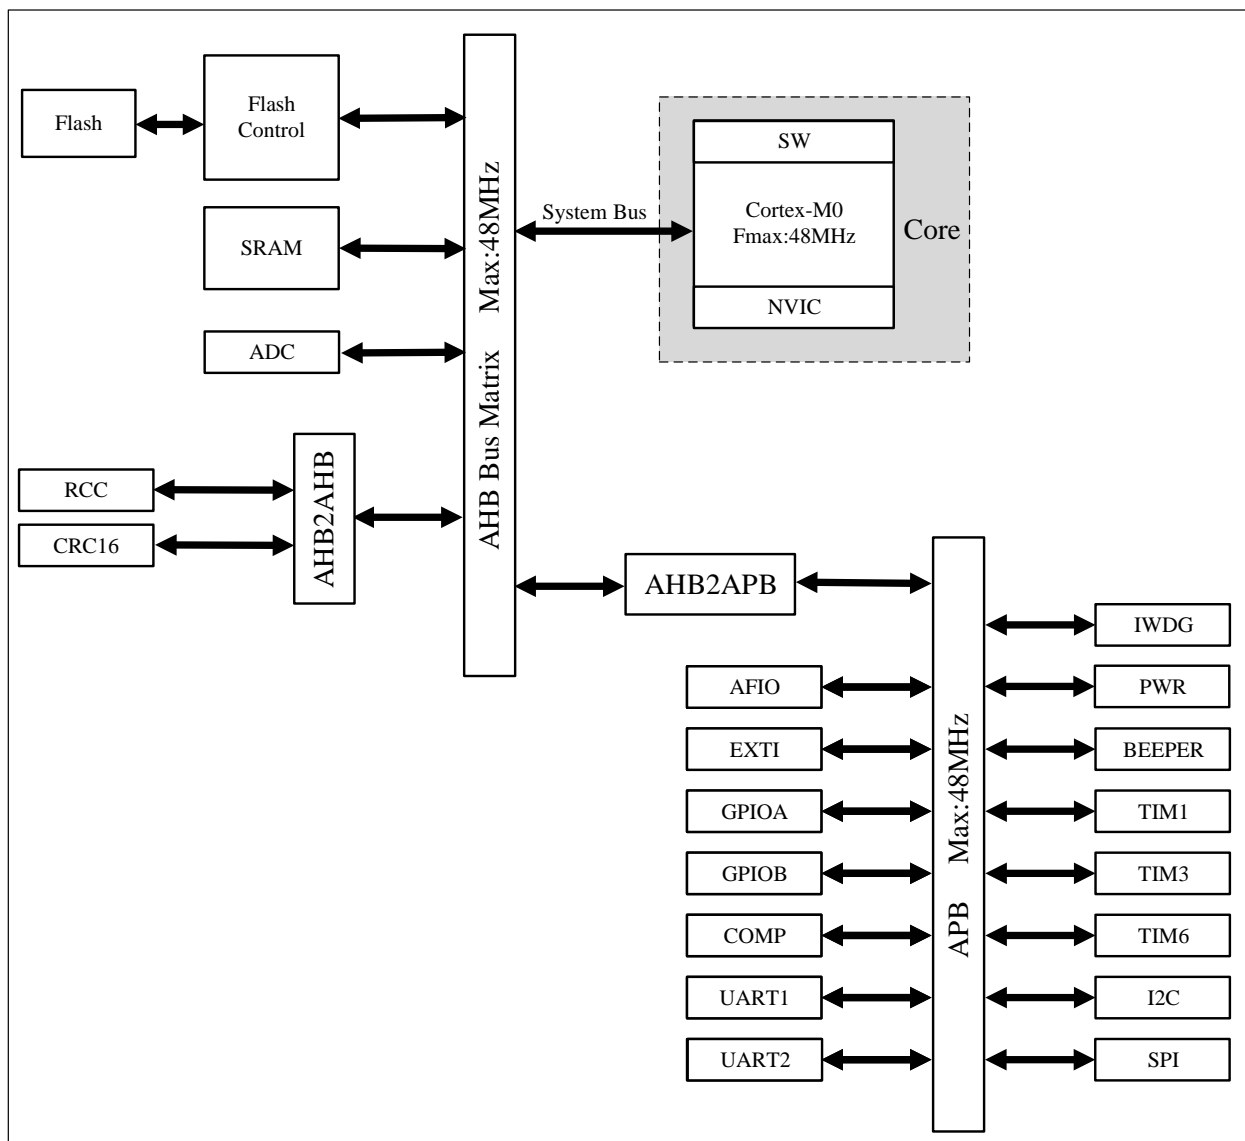 Flash
Flash
Control
SRAM
ADC
RCC
CRC16
AHB2AHB
AHB Bus Matrix Max:48MHz
System Bus
SW
Cortex-M0
Fmax:48MHz
NVIC
Core
AHB2APB
APB Max:48MHz
AFIO
EXTI
GPIOA
GPIOB
COMP
UART1
UART2
IWDG
PWR
BEEPER
TIM1
TIM3
TIM6
I2C
SPI